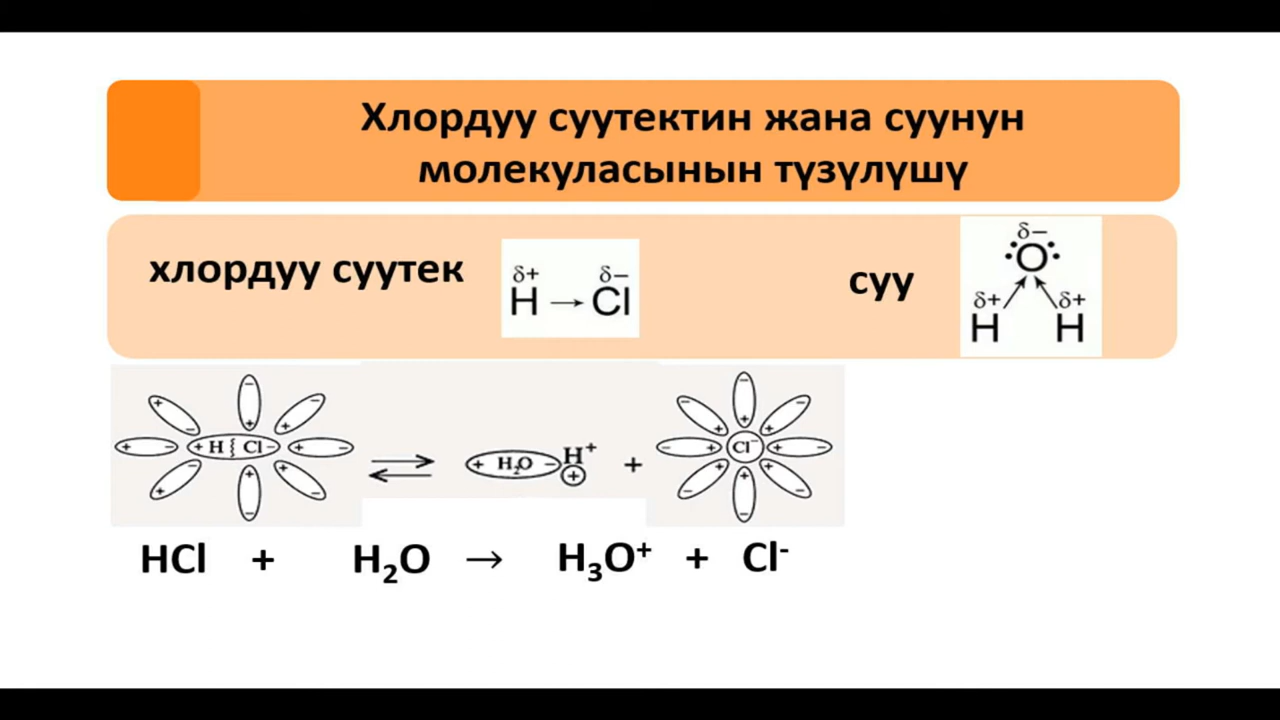 Хлордуу суутектин жана суунун
молекуласынын түзүлүшү
хлордуу суутек
δ+ δ−
H → Cl
суу
δ−
O
δ+ δ+
H H
+ H Cl − ⇌ + H₂O − H⁺ + Cl⁻
HCl + H₂O → H₃O⁺ + Cl⁻